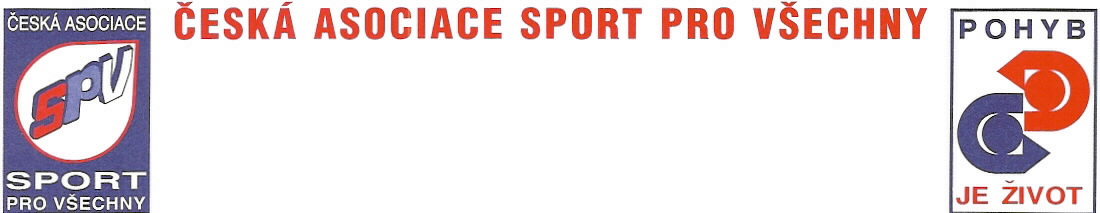 ČESKÁ ASOCIACE
SPV
SPORT
PRO VŠECHNY
ČESKÁ ASOCIACE SPORT PRO VŠECHNY
POHYB
JE ŽIVOT